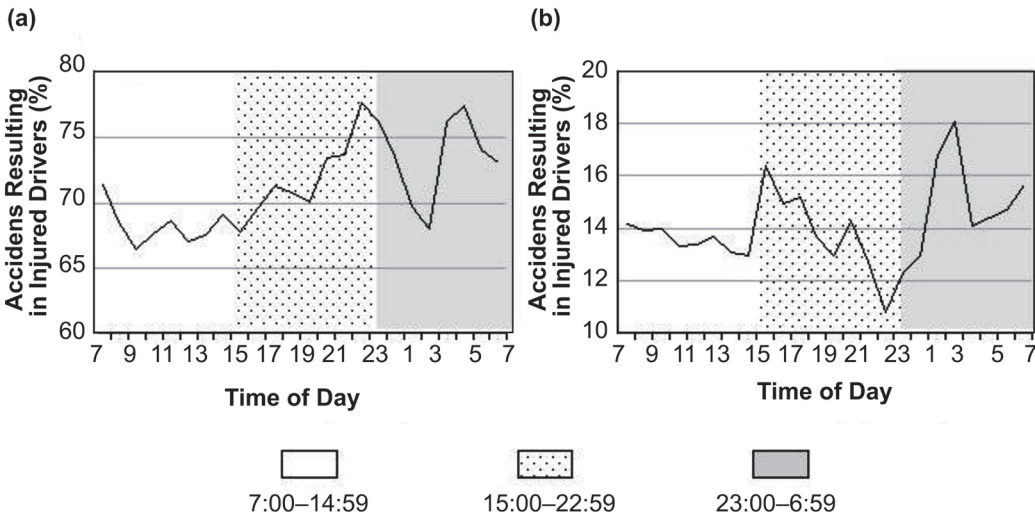 (a)
Accidens Resulting
in Injured Drivers (%)
80
75
70
65
60
7 9 11 13 15 17 19 21 23 1 3 5 7
Time of Day
(b)
Accidens Resulting
in Injured Drivers (%)
20
18
16
14
12
10
7 9 11 13 15 17 19 21 23 1 3 5 7
Time of Day
7:00–14:59
15:00–22:59
23:00–6:59